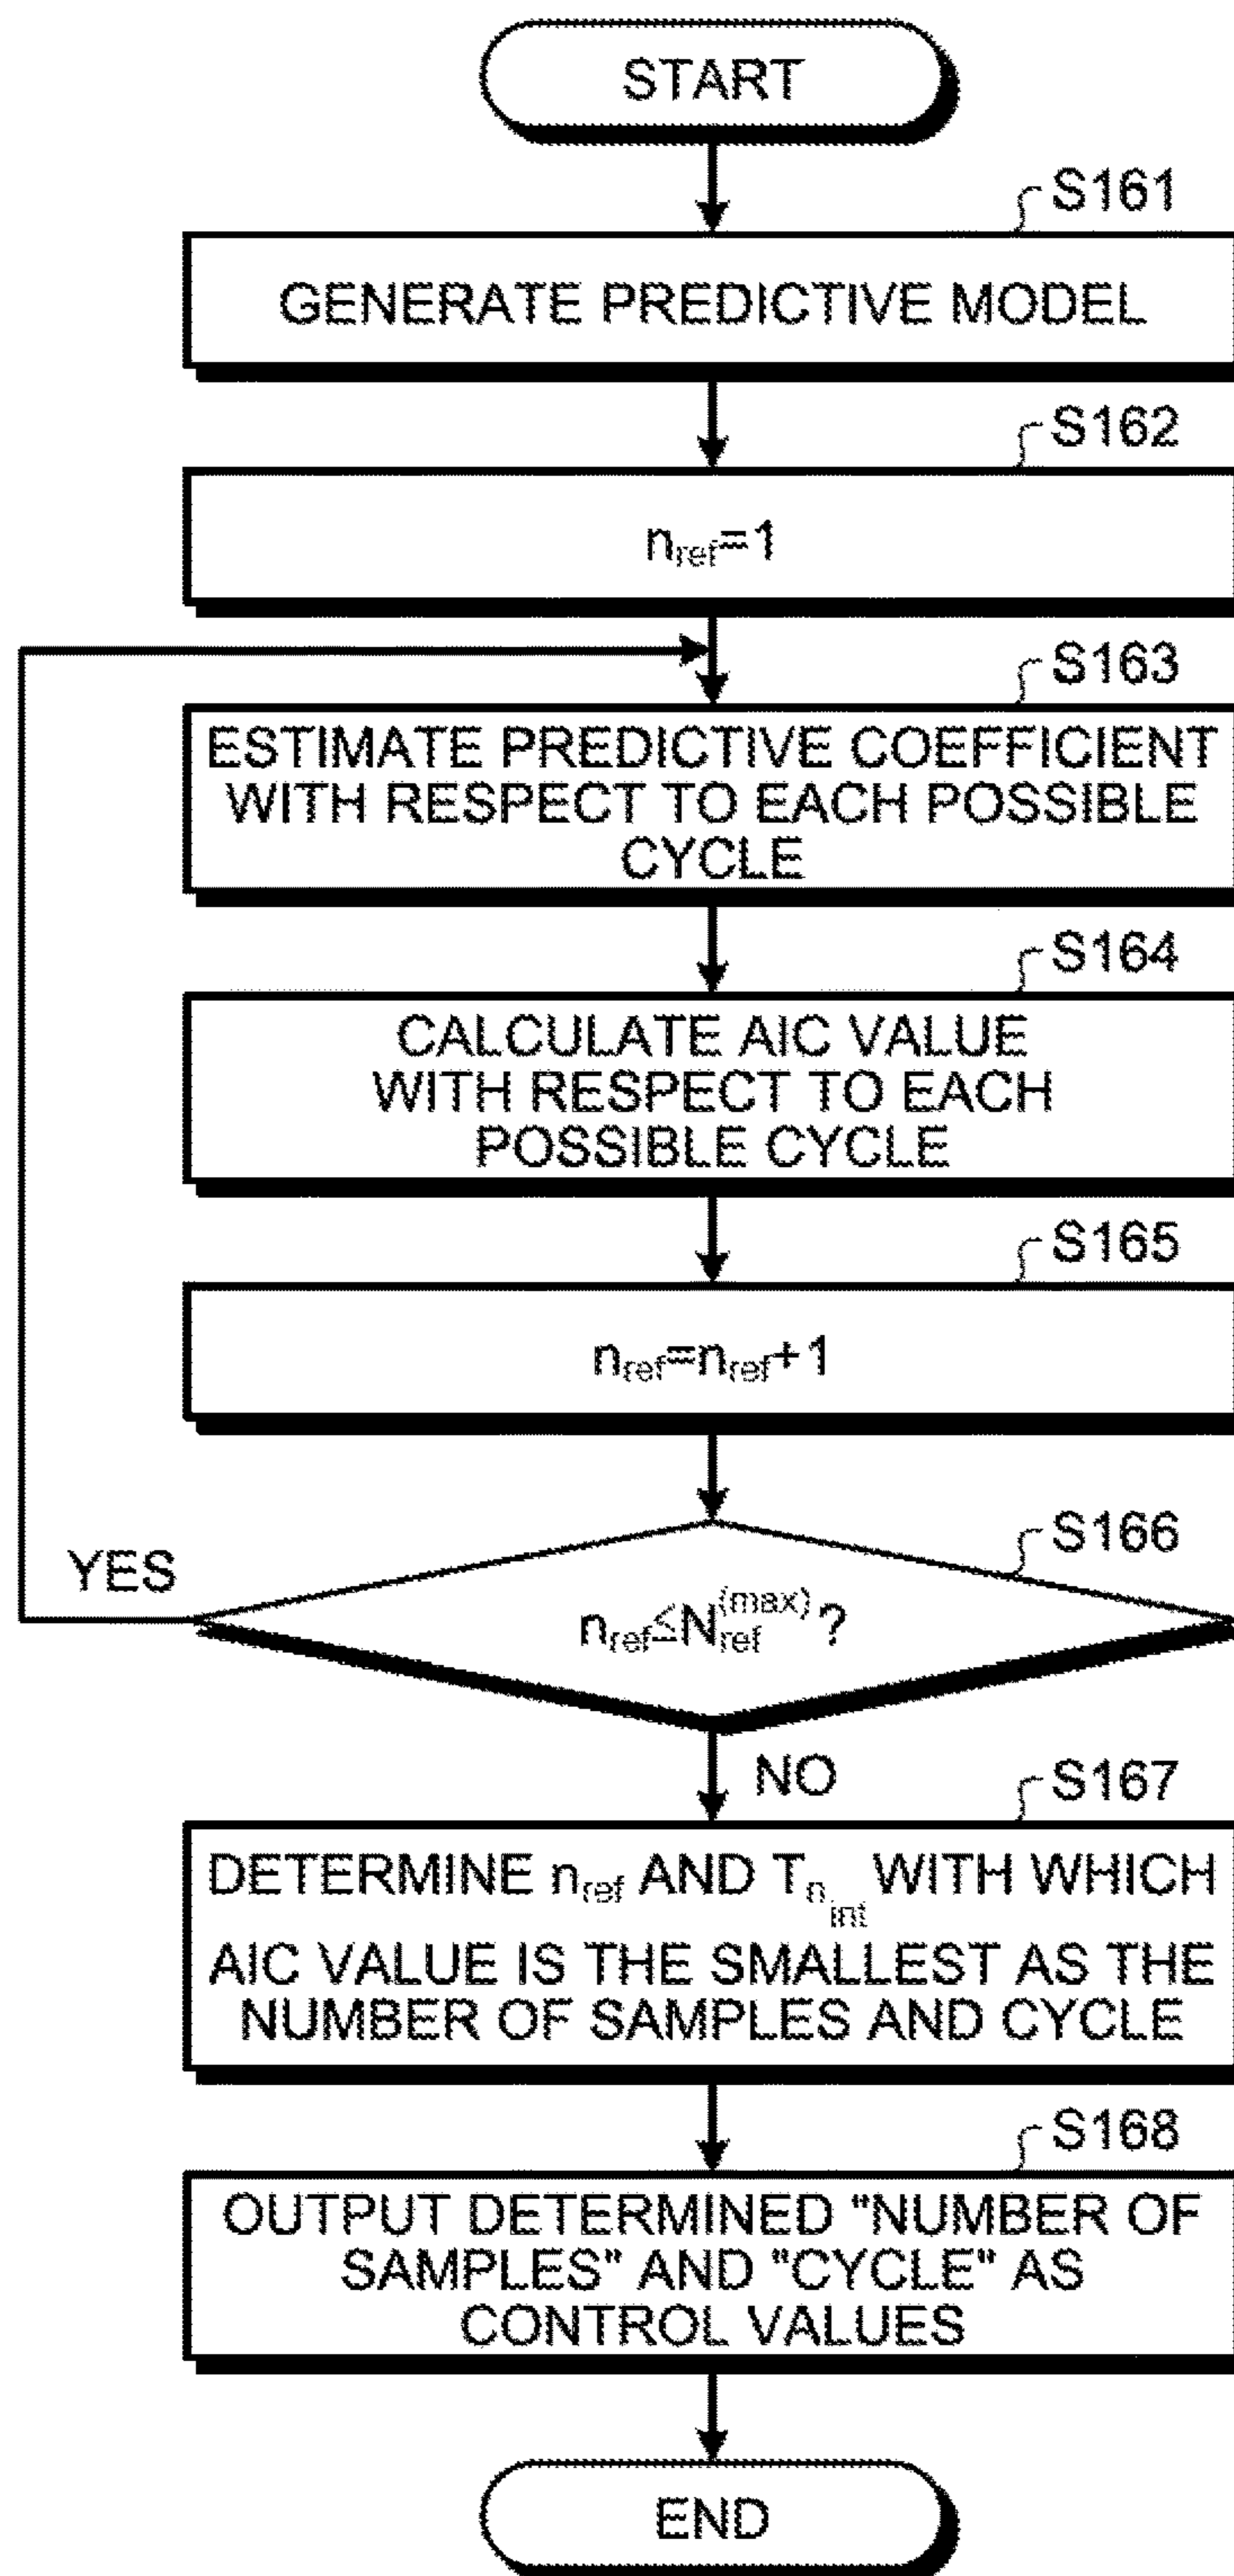 START
S161
GENERATE PREDICTIVE MODEL
S162
n_ref=1
S163
ESTIMATE PREDICTIVE COEFFICIENT
WITH RESPECT TO EACH POSSIBLE
CYCLE
S164
CALCULATE AIC VALUE
WITH RESPECT TO EACH
POSSIBLE CYCLE
S165
n_ref=n_ref+1
S166
YES
n_ref≦N_ref^(max)?
NO
S167
DETERMINE n_ref AND T_n_int WITH WHICH
AIC VALUE IS THE SMALLEST AS THE
NUMBER OF SAMPLES AND CYCLE
S168
OUTPUT DETERMINED "NUMBER OF
SAMPLES" AND "CYCLE" AS
CONTROL VALUES
END